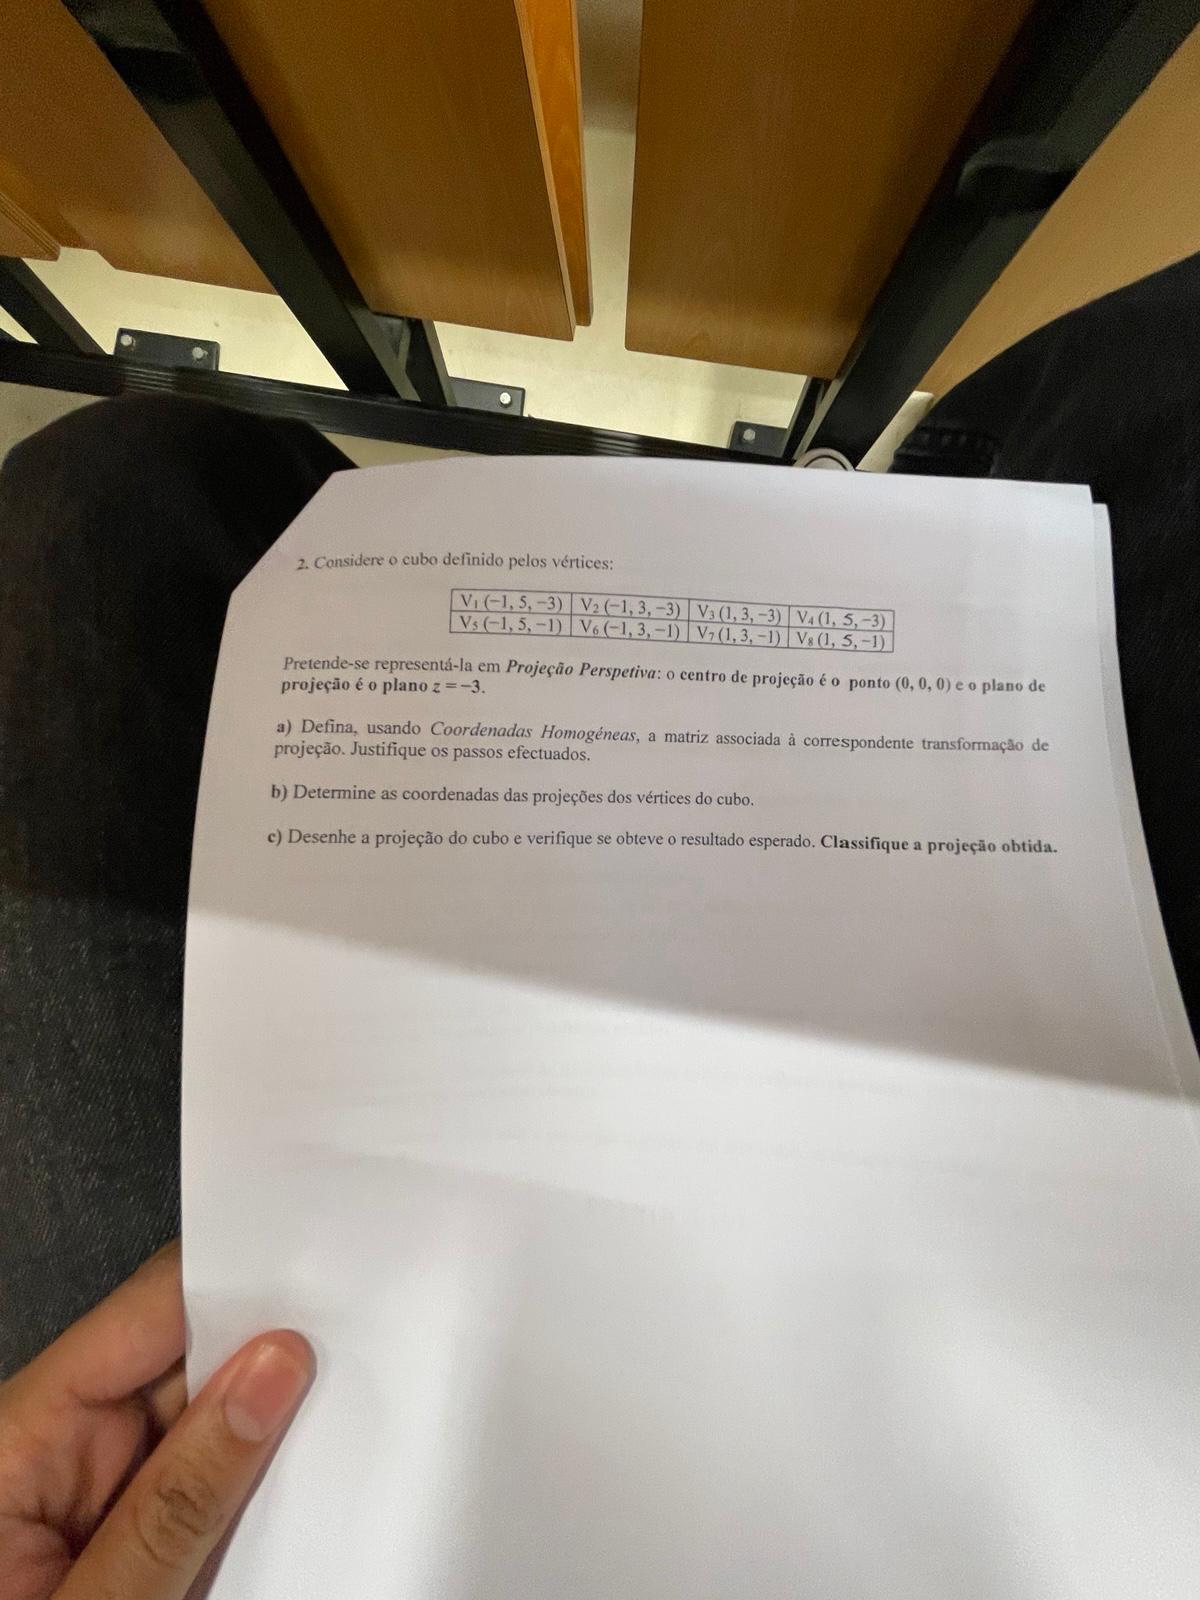 2. Considere o cubo definido pelos vértices:
V₁ (−1, 5, −3) V₂ (−1, 3, −3) V₃ (1, 3, −3) V₄ (1, 5, −3)
V₅ (−1, 5, −1) V₆ (−1, 3, −1) V₇ (1, 3, −1) V₈ (1, 5, −1)
Pretende-se representá-la em Projeção Perspetiva: o centro de projeção é o ponto (0, 0, 0) e o plano de
projeção é o plano z = −3.
a) Defina, usando Coordenadas Homogéneas, a matriz associada à correspondente transformação de
projeção. Justifique os passos efectuados.
b) Determine as coordenadas das projeções dos vértices do cubo.
c) Desenhe a projeção do cubo e verifique se obteve o resultado esperado. Classifique a projeção obtida.